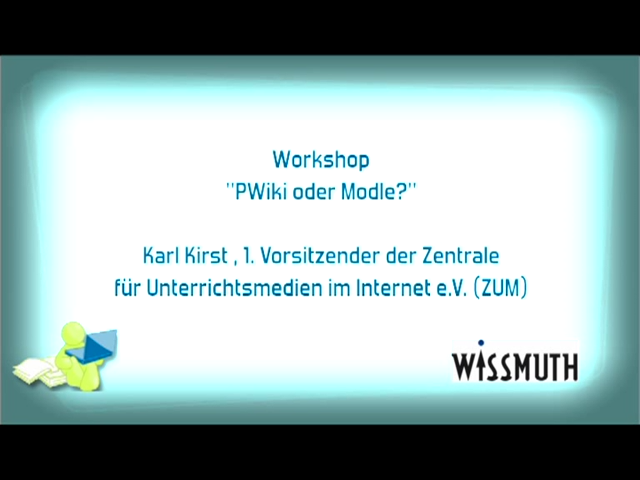 Workshop
"PWiki oder Modle?"
Karl Kirst , 1. Vorsitzender der Zentrale
für Unterrichtsmedien im Internet e.V. (ZUM)
WiSSMUTH